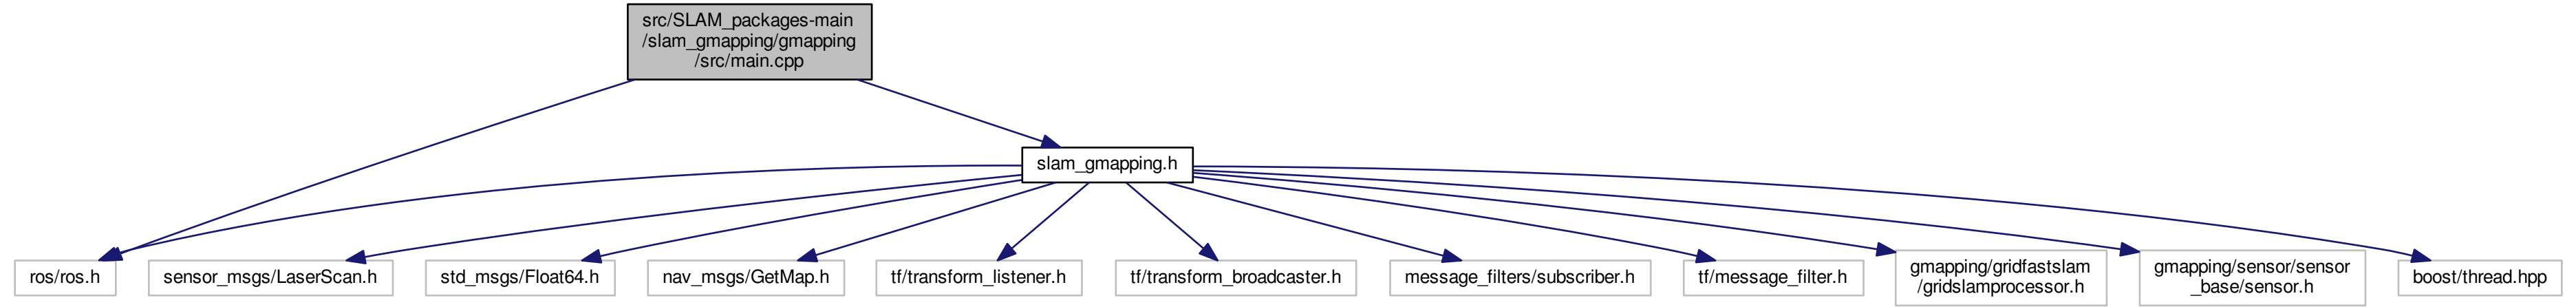 src/SLAM_packages-main
/slam_gmapping/gmapping
/src/main.cpp
slam_gmapping.h
ros/ros.h
sensor_msgs/LaserScan.h
std_msgs/Float64.h
nav_msgs/GetMap.h
tf/transform_listener.h
tf/transform_broadcaster.h
message_filters/subscriber.h
tf/message_filter.h
gmapping/gridfastslam
/gridslamprocessor.h
gmapping/sensor/sensor
_base/sensor.h
boost/thread.hpp